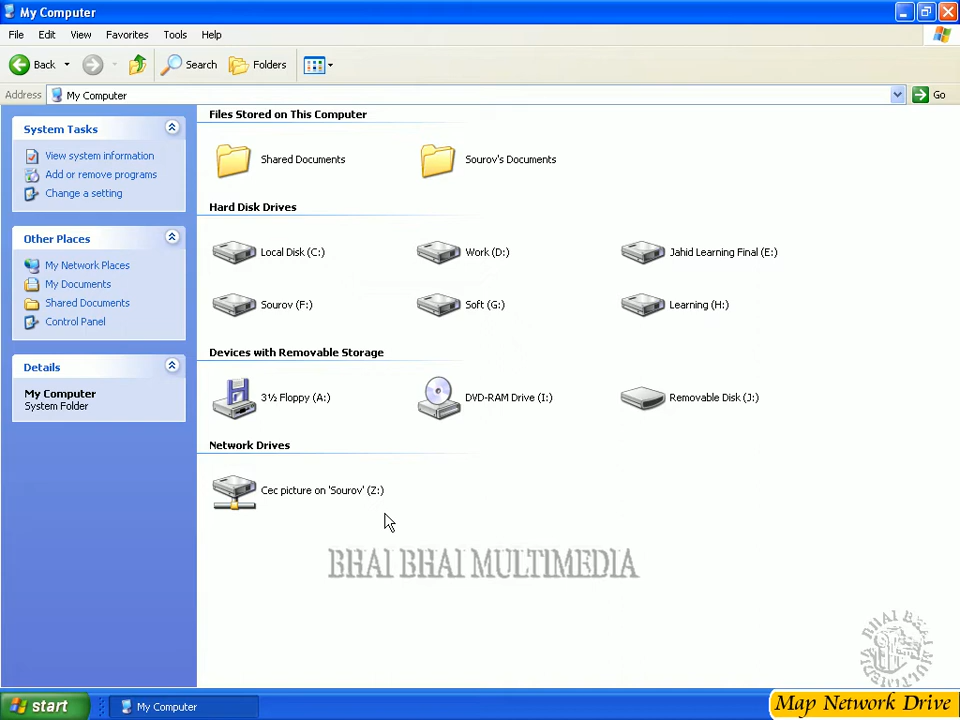 My Computer
File Edit View Favorites Tools Help
Back Search Folders
Address My Computer Go
System Tasks
View system information
Add or remove programs
Change a setting
Other Places
My Network Places
My Documents
Shared Documents
Control Panel
Details
My Computer
System Folder
Files Stored on This Computer
Shared Documents Sourov's Documents
Hard Disk Drives
Local Disk (C:) Work (D:) Jahid Learning Final (E:)
Sourov (F:) Soft (G:) Learning (H:)
Devices with Removable Storage
3½ Floppy (A:) DVD-RAM Drive (I:) Removable Disk (J:)
Network Drives
Cec picture on 'Sourov' (Z:)
BHAI BHAI MULTIMEDIA
BHAI BHAI MULTIMEDIA
start My Computer Map Network Drive